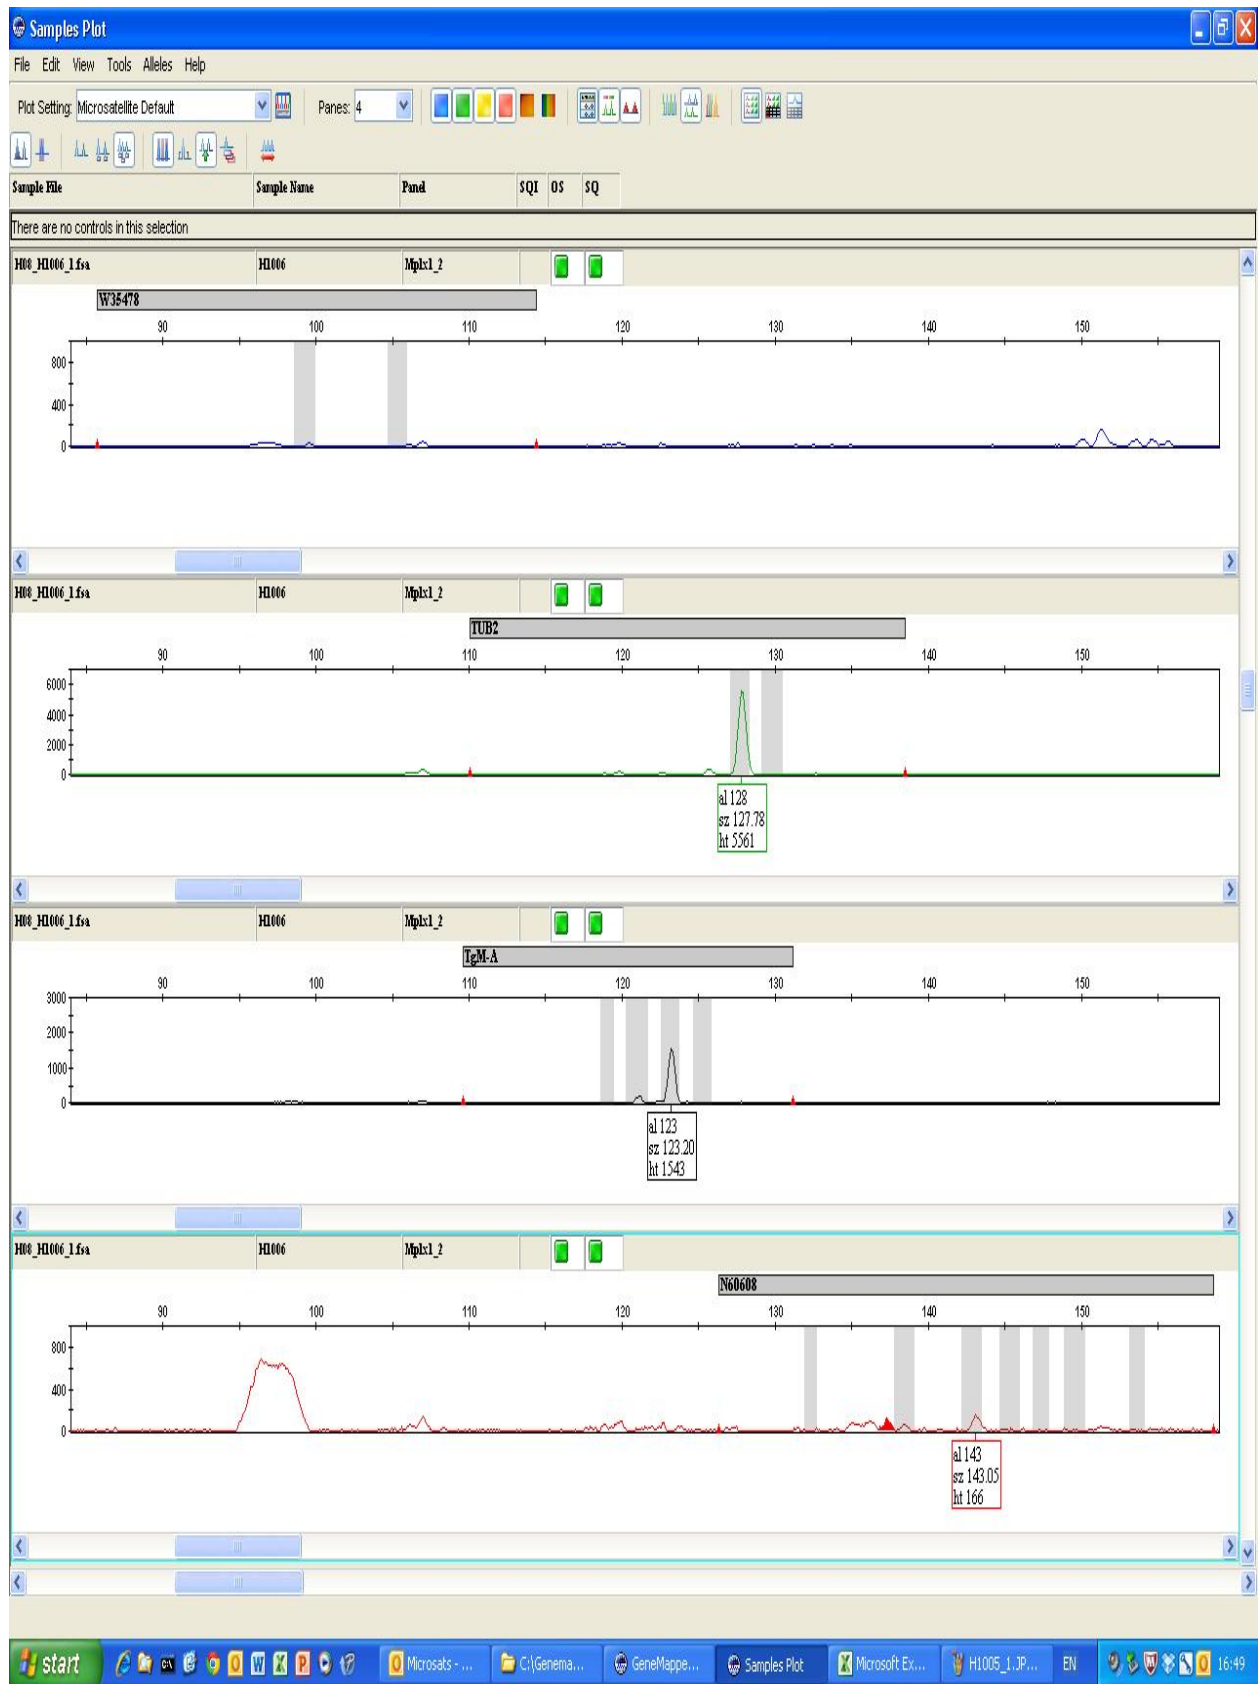 Samples Plot
File Edit View Tools Alleles Help
Plot Setting: Microsatellite Default Panes: 4
Sample File Sample Name Panel SQI OS SQ
There are no controls in this selection
H08_H1006_1.fsa H1006 Mplx1_2
W35478
90 100 110 120 130 140 150
800
400
0
H08_H1006_1.fsa H1006 Mplx1_2
TUB2
90 100 110 120 130 140 150
6000
4000
2000
0
al 128
sz 127.78
ht 5561
H08_H1006_1.fsa H1006 Mplx1_2
TgM-A
90 100 110 120 130 140 150
3000
2000
1000
0
al 123
sz 123.20
ht 1543
H08_H1006_1.fsa H1006 Mplx1_2
N60608
90 100 110 120 130 140 150
800
400
0
al 143
sz 143.05
ht 166
start Microsats - ... C:\Genema... GeneMappe... Samples Plot Microsoft Ex... H1005_1.JP... EN 16:49